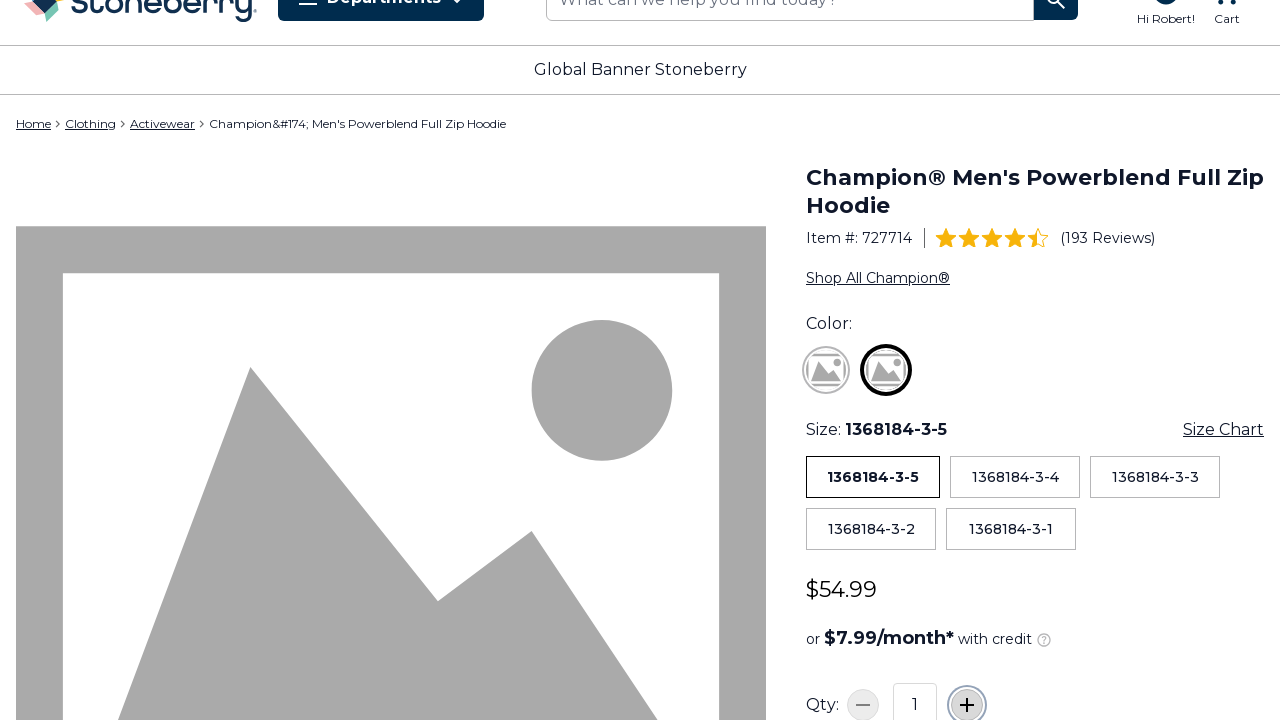 Stoneberry.
Departments
What can we help you find today?
Hi Robert!
Cart
Global Banner Stoneberry
Home > Clothing > Activewear > Champion&#174; Men's Powerblend Full Zip Hoodie
Champion® Men's Powerblend Full Zip
Hoodie
Item #: 727714 | (193 Reviews)
Shop All Champion®
Color:
Size: 1368184-3-5
Size Chart
1368184-3-5
1368184-3-4
1368184-3-3
1368184-3-2
1368184-3-1
$54.99
or $7.99/month* with credit
Qty: 1